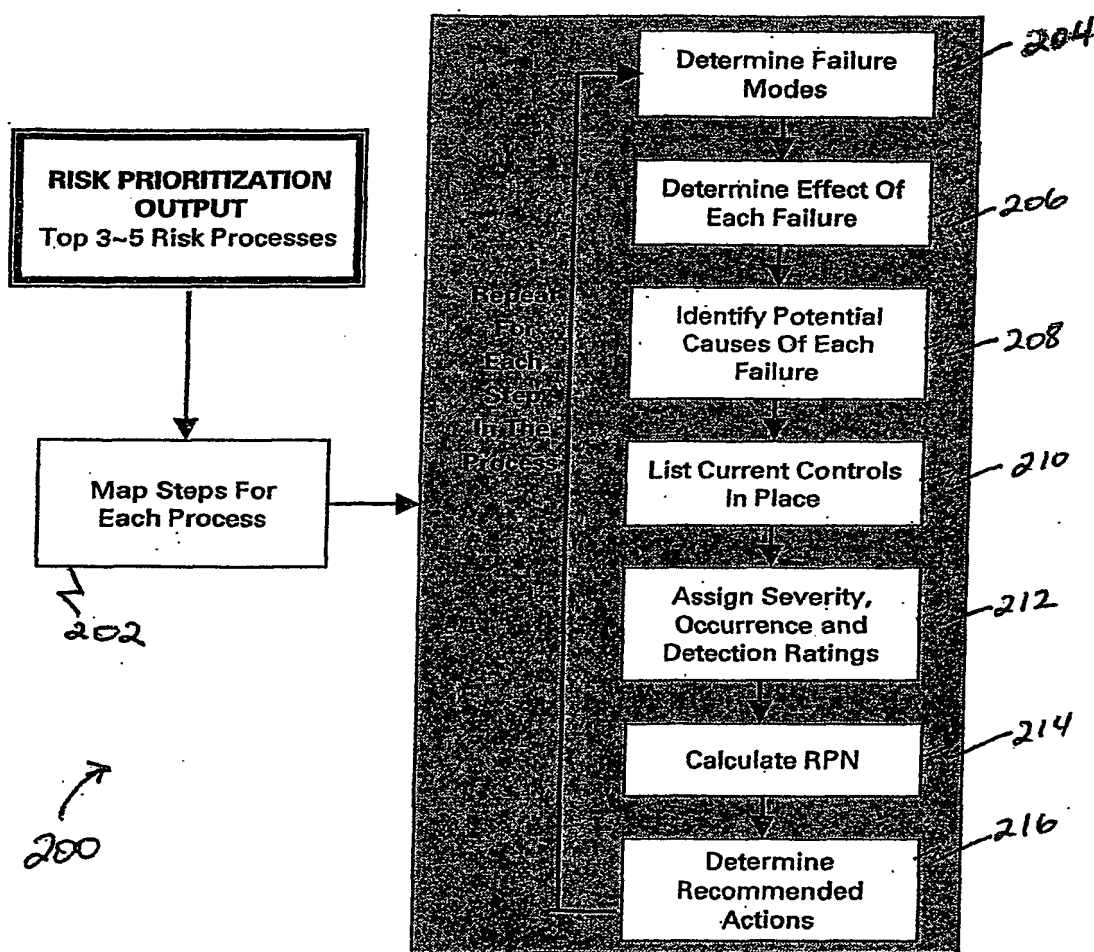 RISK PRIORITIZATION
OUTPUT
Top 3~5 Risk Processes
Map Steps For
Each Process
202
200
Repeat
For
Each
Step
In The
Process
Determine Failure
Modes
204
Determine Effect Of
Each Failure
206
Identify Potential
Causes Of Each
Failure
208
List Current Controls
In Place
210
Assign Severity,
Occurrence and
Detection Ratings
212
Calculate RPN
214
Determine
Recommended
Actions
216